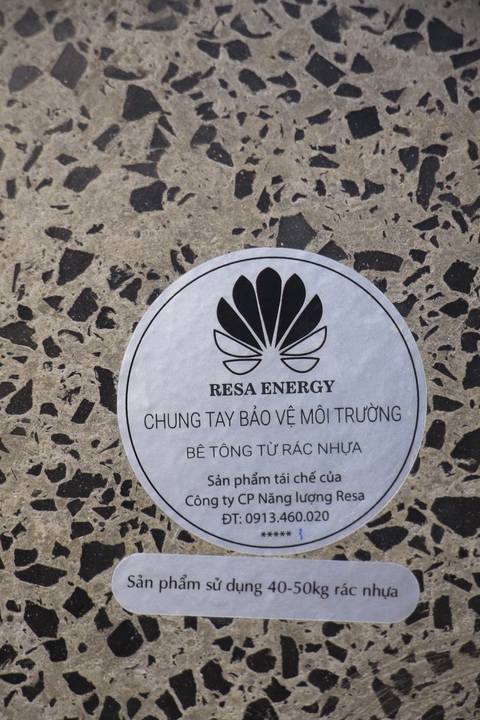 RESA ENERGY
CHUNG TAY BẢO VỆ MÔI TRƯỜNG
BÊ TÔNG TỪ RÁC NHỰA
Sản phẩm tái chế của
Công ty CP Năng lượng Resa
ĐT: 0913.460.020
*****
Sản phẩm sử dụng 40-50kg rác nhựa